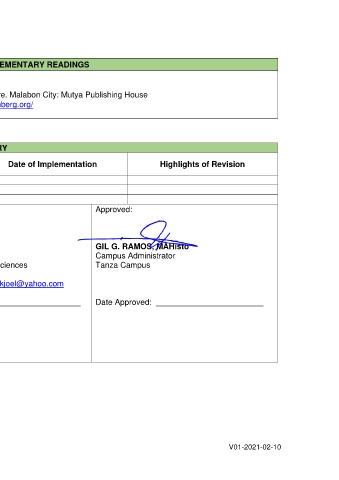 EMENTARY READINGS
re. Malabon City: Mutya Publishing House
berg.org/
RY
Date of Implementation Highlights of Revision
Approved:
GIL G. RAMOS, MAHisto
Campus Administrator
ciences Tanza Campus
kjoel@yahoo.com
Date Approved:
V01-2021-02-10